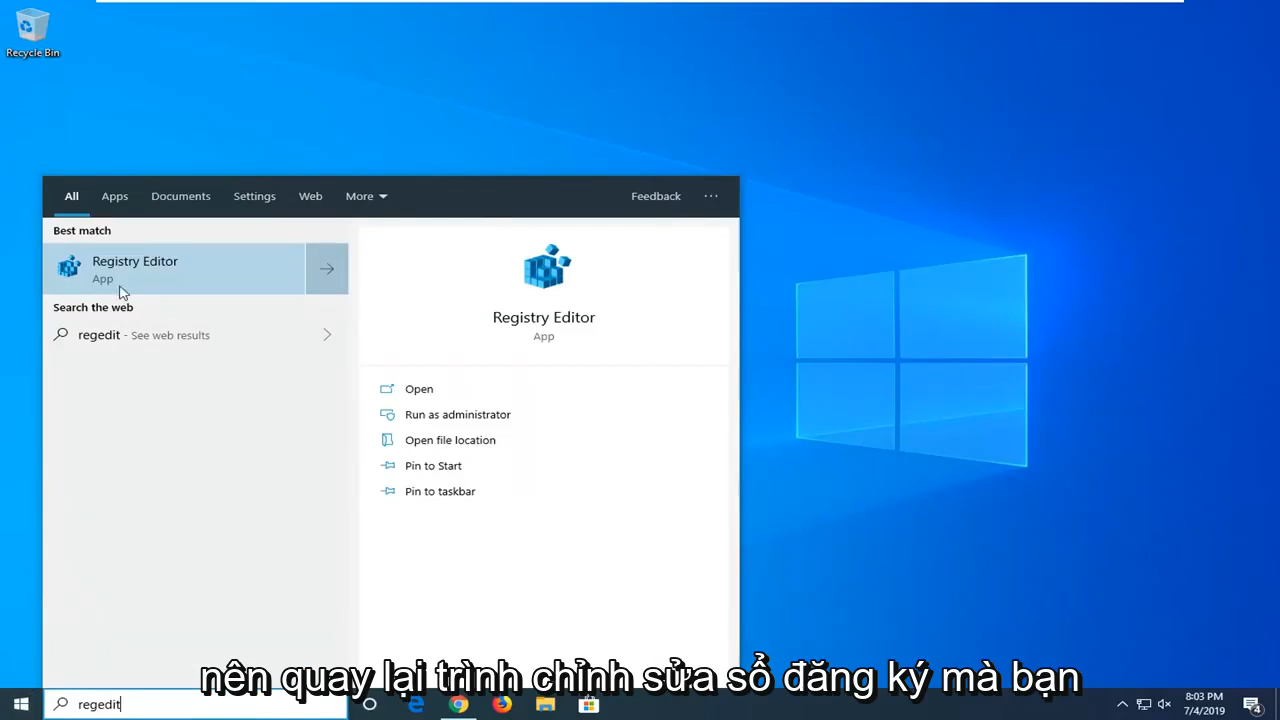 Recycle Bin
All Apps Documents Settings Web More Feedback ...
Best match
Registry Editor
App
Search the web
regedit - See web results
Registry Editor
App
Open
Run as administrator
Open file location
Pin to Start
Pin to taskbar
nên quay lại trình chỉnh sửa sổ đăng ký mà bạn
regedit
8:03 PM
7/4/2019
4